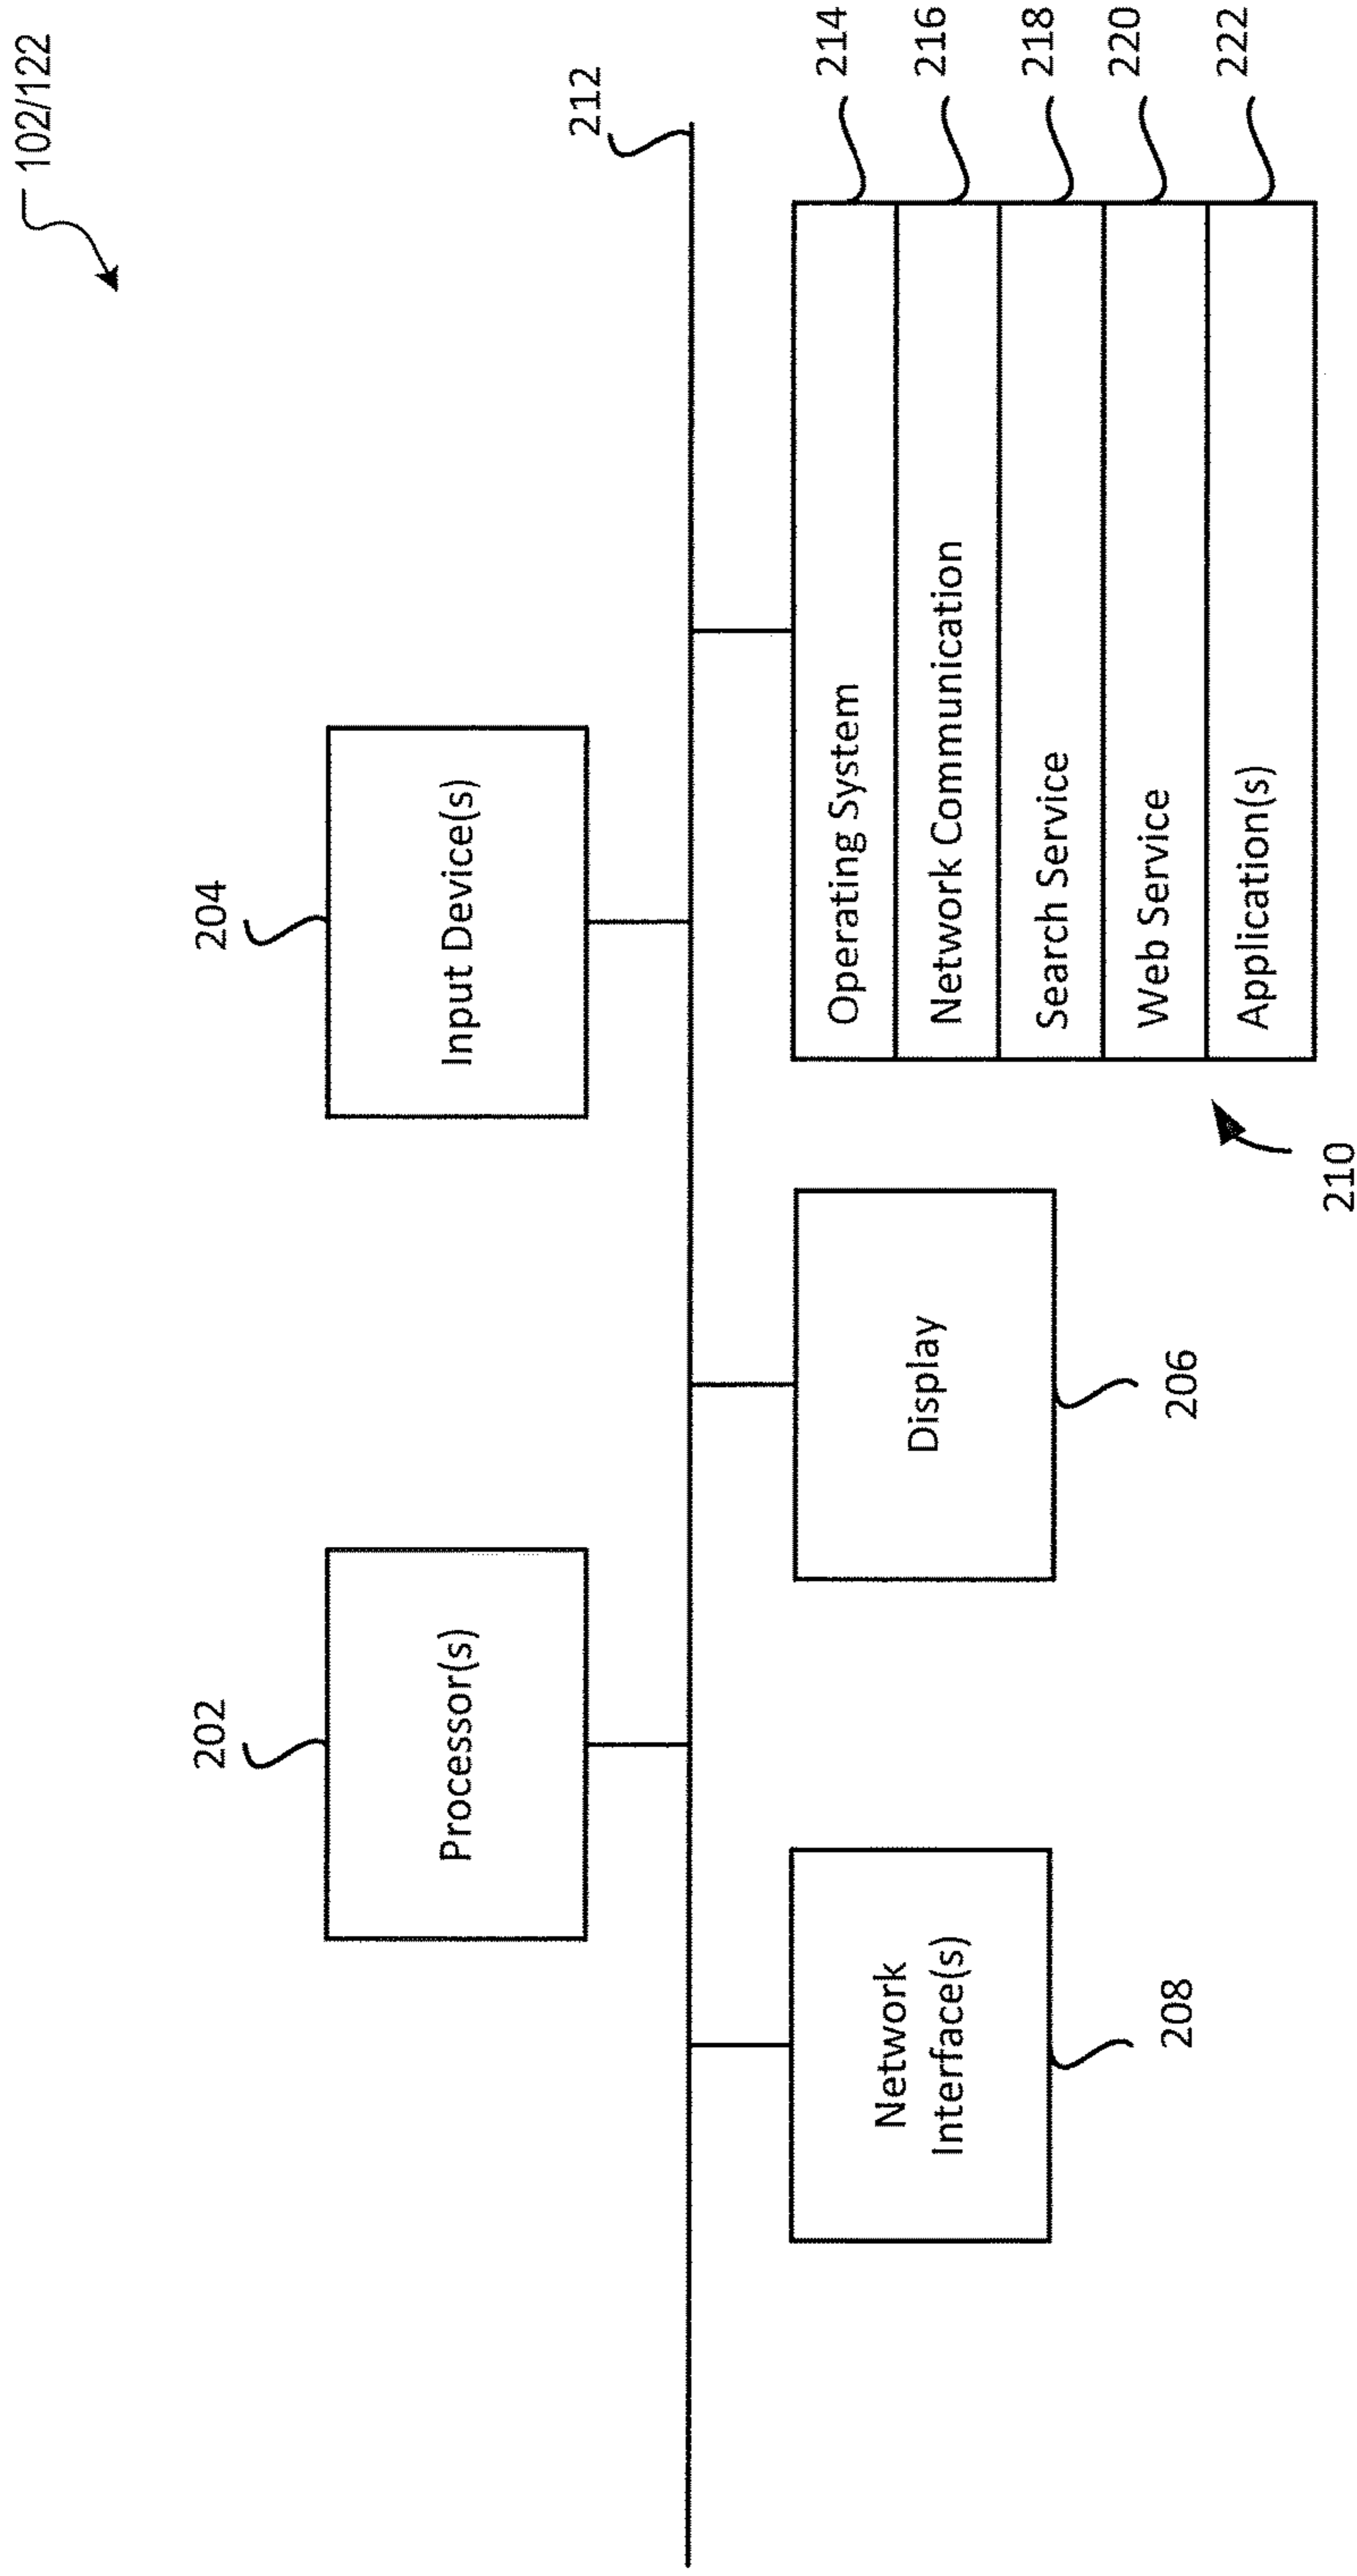 102/122
202
204
Processor(s)
Input Device(s)
212
Network
Interface(s)
208
Display
206
210
Operating System
214
Network Communication
216
Search Service
218
Web Service
220
Application(s)
222